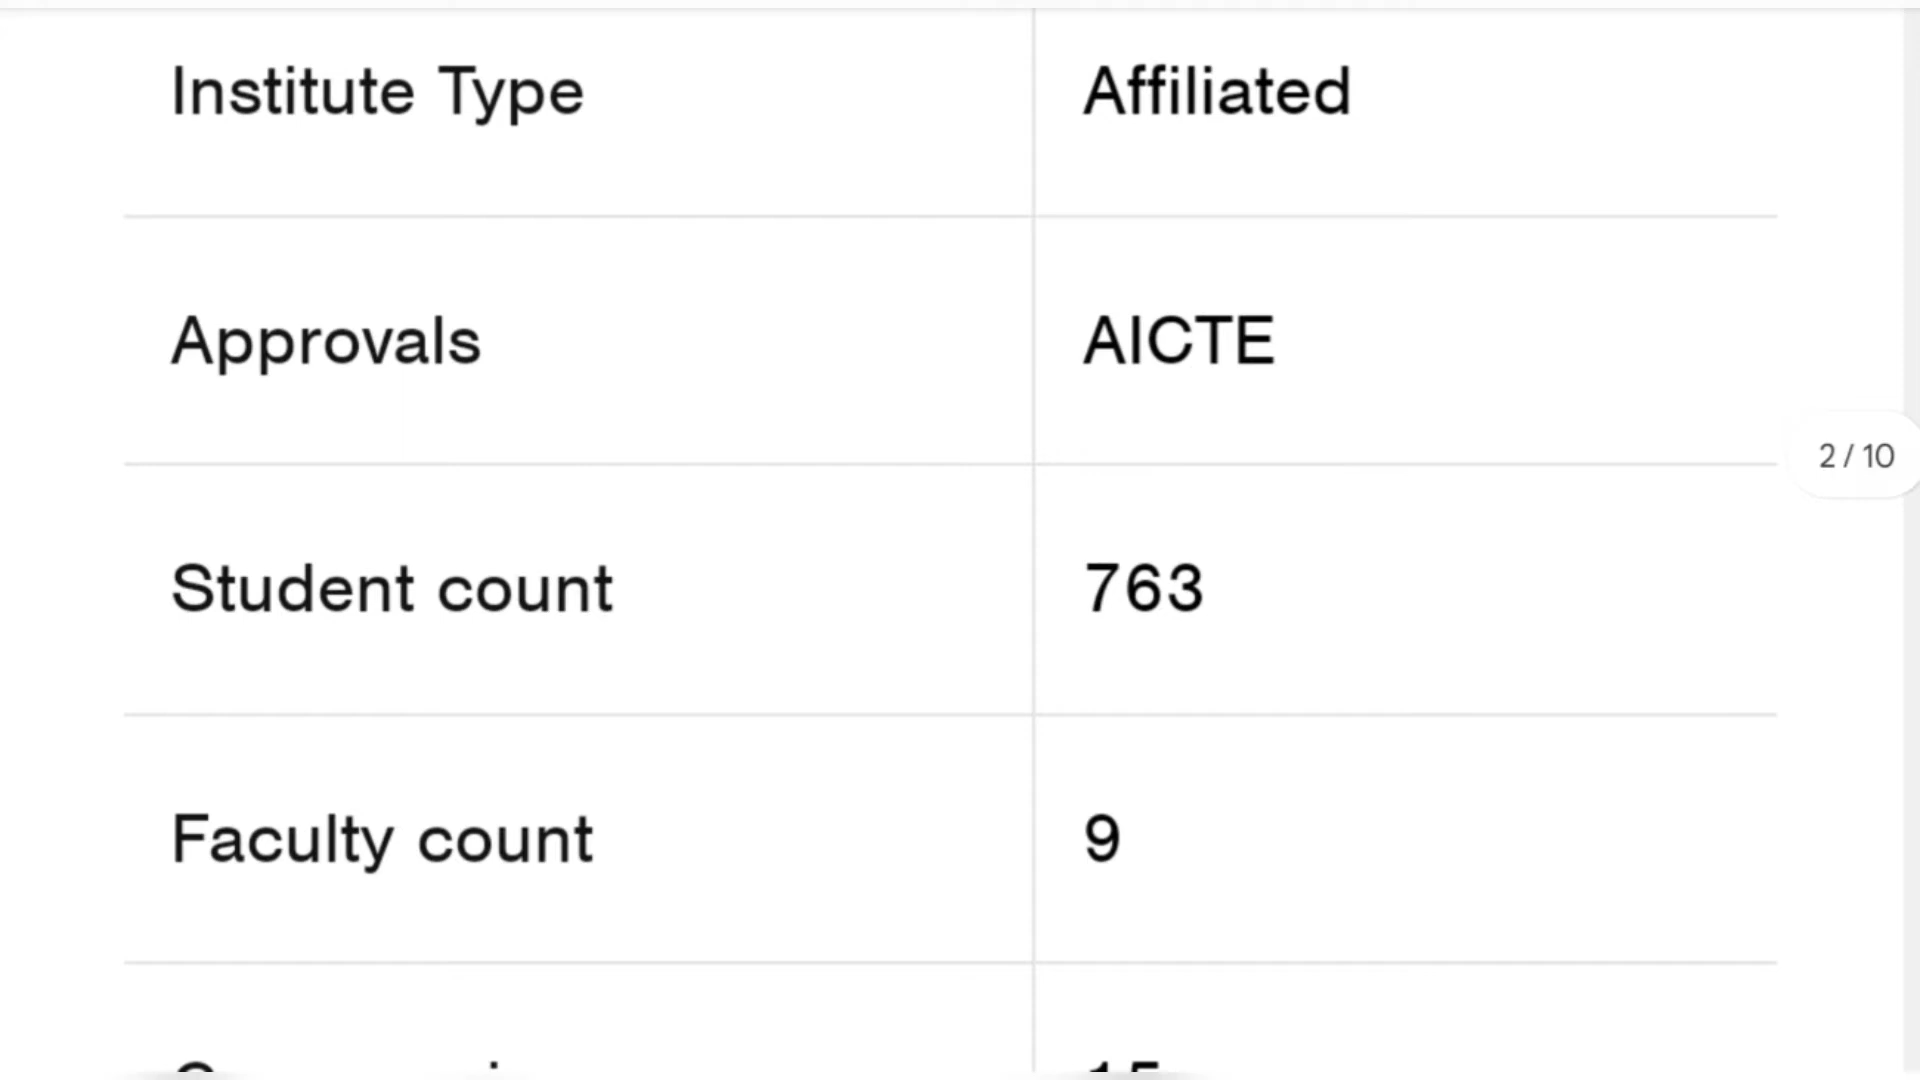 Institute Type Affiliated
Approvals AICTE
2 / 10
Student count 763
Faculty count 9